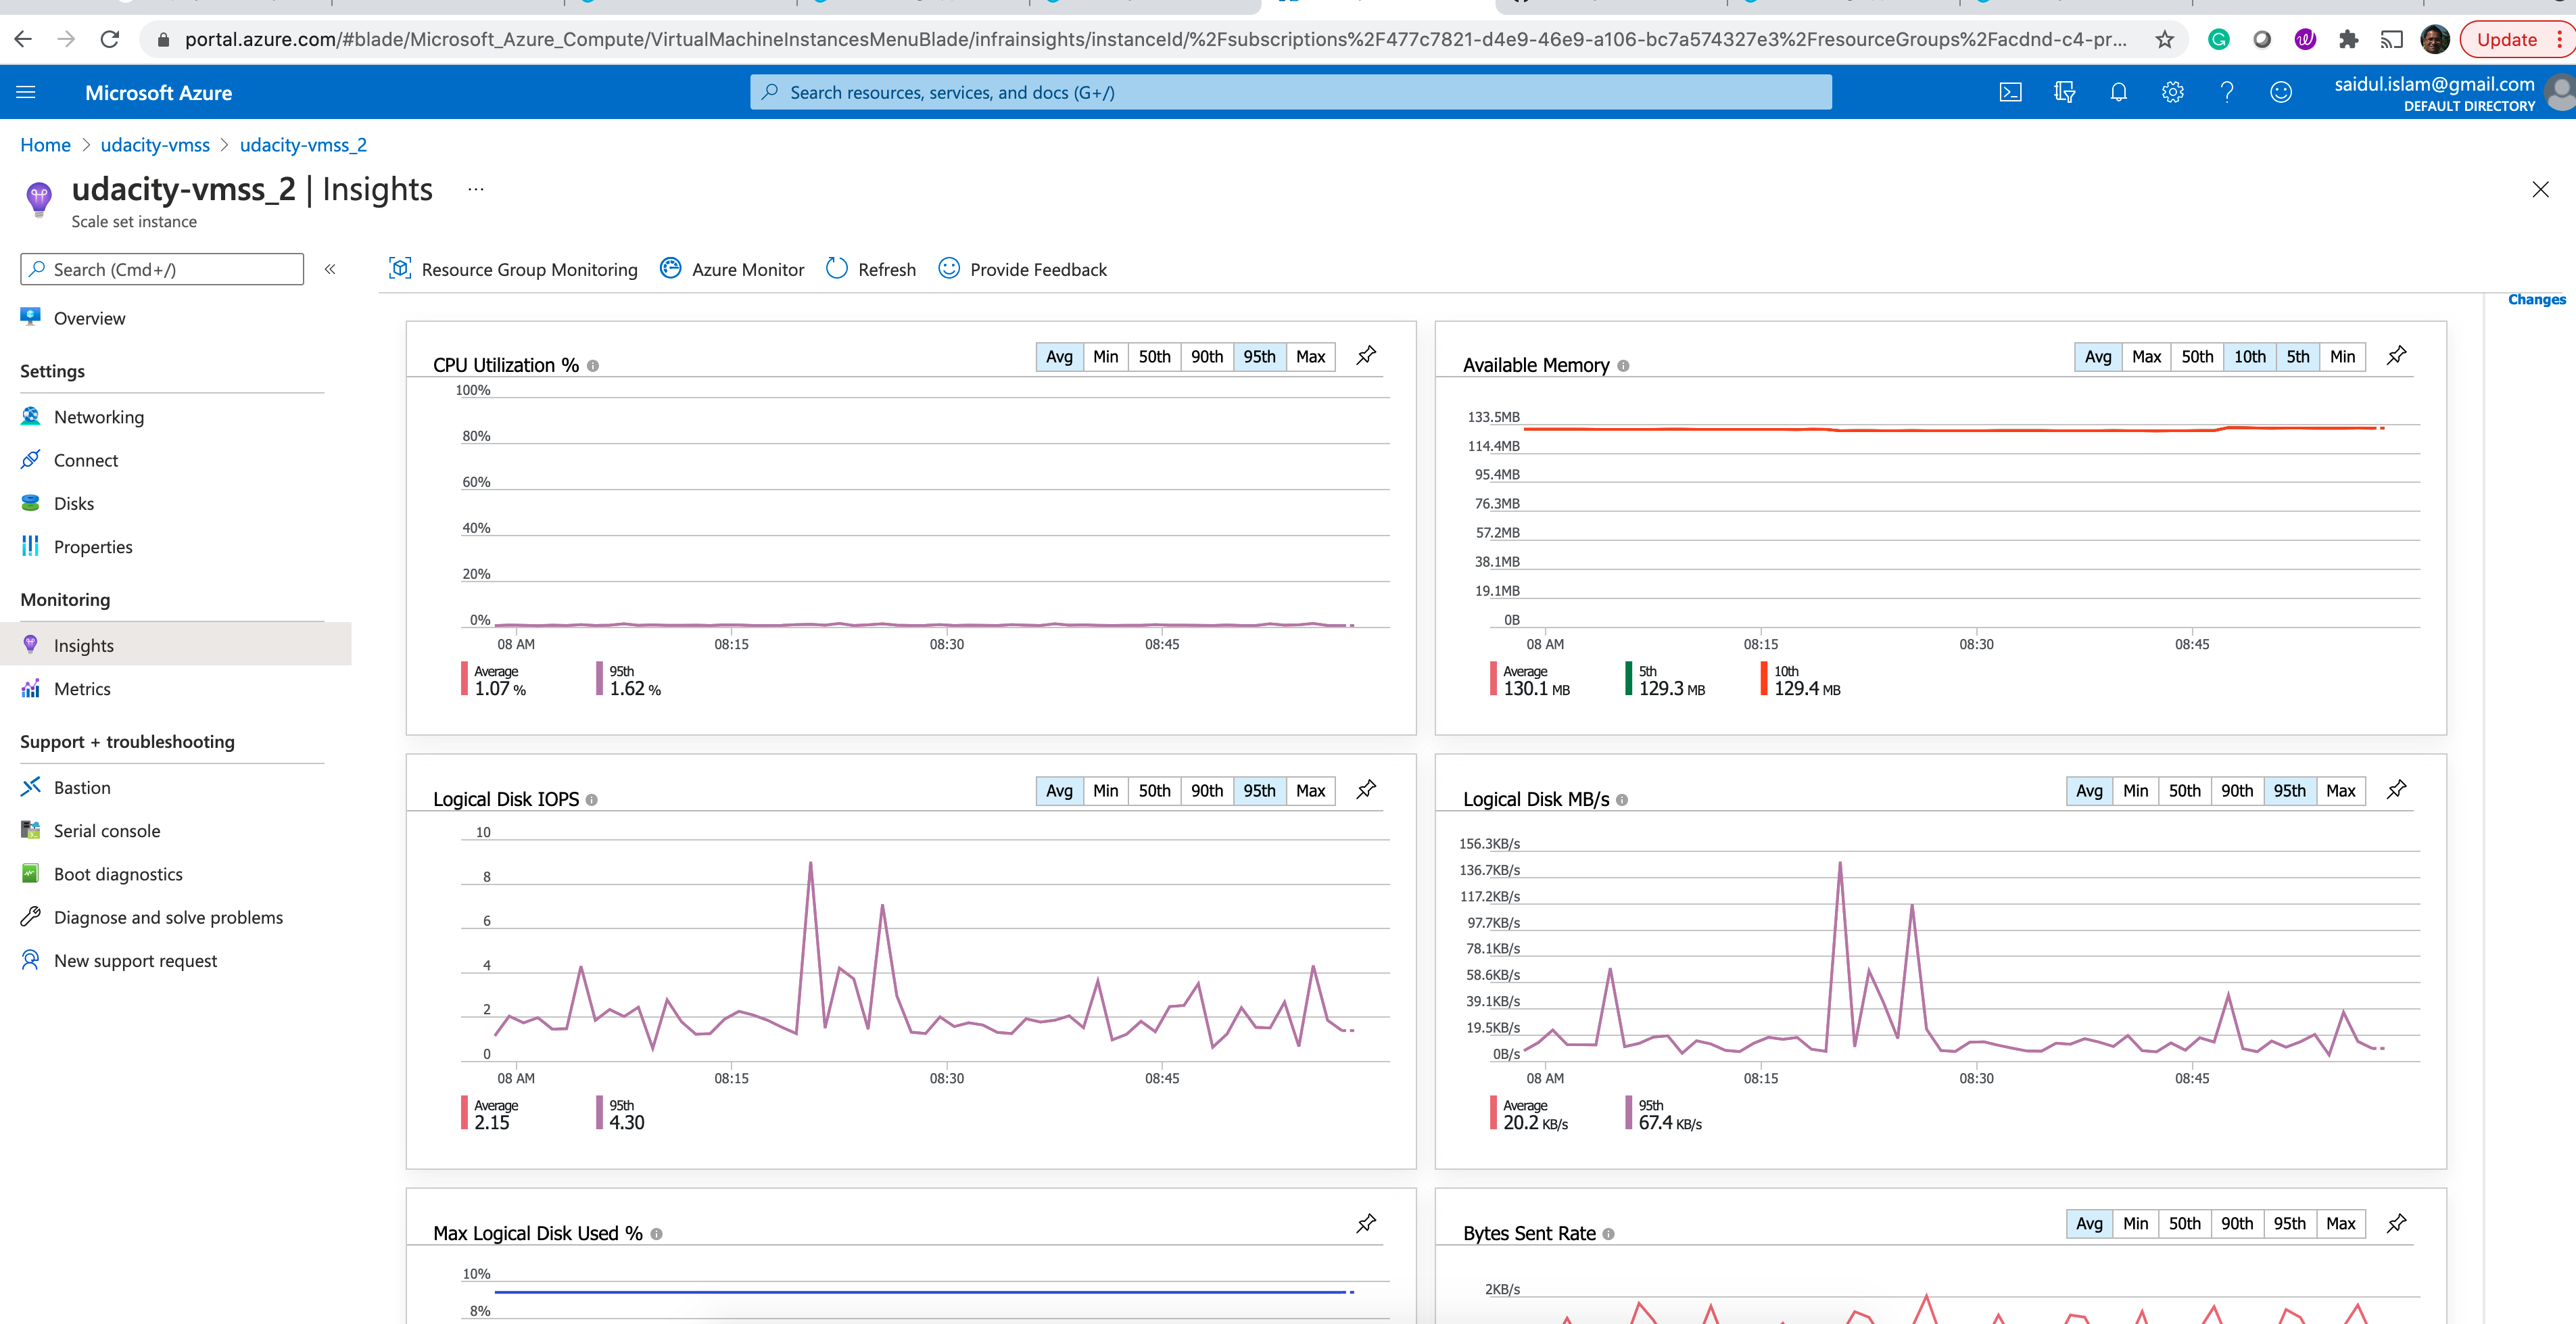 portal.azure.com/#blade/Microsoft_Azure_Compute/VirtualMachineInstancesMenuBlade/infrainsights/instanceId/%2Fsubscriptions%2F477c7821-d4e9-46e9-a106-bc7a574327e3%2FresourceGroups%2Facdnd-c4-pr...
Update
Microsoft Azure
Search resources, services, and docs (G+/)
saidul.islam@gmail.com
DEFAULT DIRECTORY
Home > udacity-vmss > udacity-vmss_2
udacity-vmss_2 | Insights ...
Scale set instance
Search (Cmd+/)
«
Resource Group Monitoring
Azure Monitor
Refresh
Provide Feedback
Changes
Overview
Settings
Networking
Connect
Disks
Properties
Monitoring
Insights
Metrics
Support + troubleshooting
Bastion
Serial console
Boot diagnostics
Diagnose and solve problems
New support request
CPU Utilization %
Avg Min 50th 90th 95th Max
100%
80%
60%
40%
20%
0%
08 AM 08:15 08:30 08:45
Average
1.07 %
95th
1.62 %
Available Memory
Avg Max 50th 10th 5th Min
133.5MB
114.4MB
95.4MB
76.3MB
57.2MB
38.1MB
19.1MB
0B
08 AM 08:15 08:30 08:45
Average
130.1 MB
5th
129.3 MB
10th
129.4 MB
Logical Disk IOPS
Avg Min 50th 90th 95th Max
10
8
6
4
2
0
08 AM 08:15 08:30 08:45
Average
2.15
95th
4.30
Logical Disk MB/s
Avg Min 50th 90th 95th Max
156.3KB/s
136.7KB/s
117.2KB/s
97.7KB/s
78.1KB/s
58.6KB/s
39.1KB/s
19.5KB/s
0B/s
08 AM 08:15 08:30 08:45
Average
20.2 KB/s
95th
67.4 KB/s
Max Logical Disk Used %
10%
8%
Bytes Sent Rate
Avg Min 50th 90th 95th Max
2KB/s